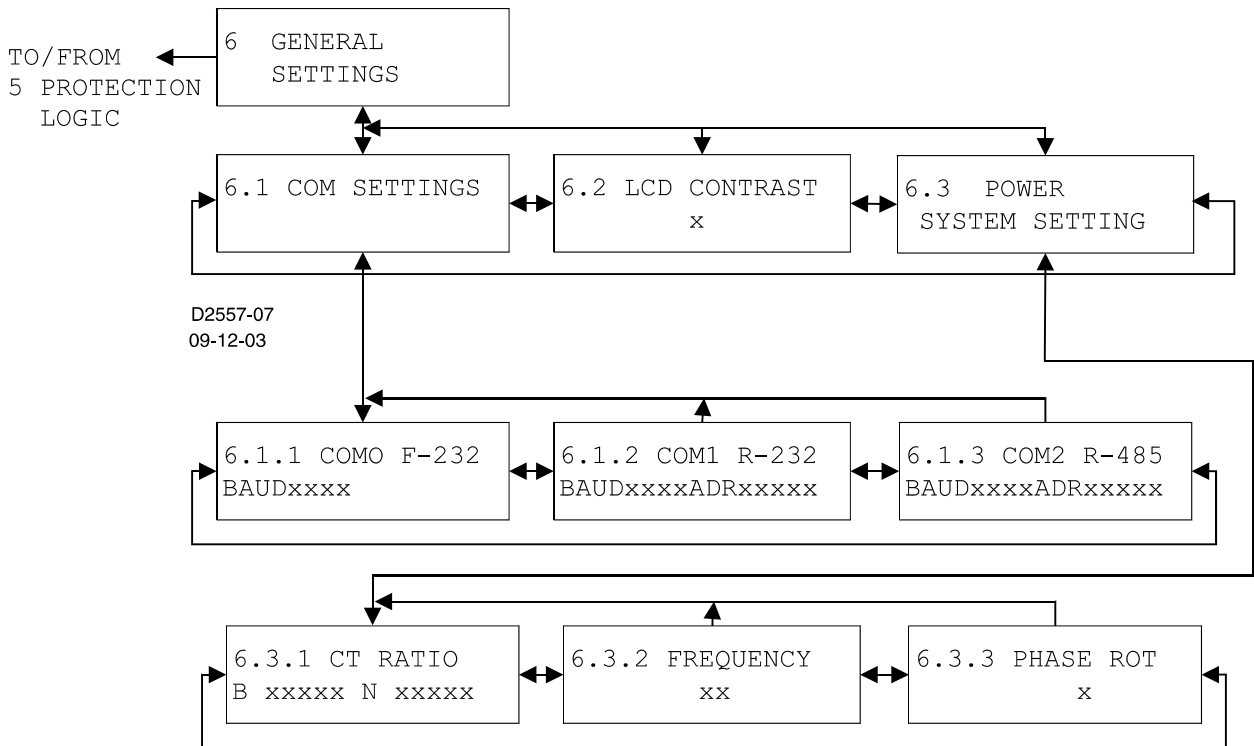 6 GENERAL
SETTINGS
TO/FROM
5 PROTECTION
LOGIC
6.1 COM SETTINGS
6.2 LCD CONTRAST
x
6.3 POWER
SYSTEM SETTING
D2557-07
09-12-03
6.1.1 COMO F-232
BAUDxxxx
6.1.2 COM1 R-232
BAUDxxxxADRxxxxx
6.1.3 COM2 R-485
BAUDxxxxADRxxxxx
6.3.1 CT RATIO
B xxxxx N xxxxx
6.3.2 FREQUENCY
xx
6.3.3 PHASE ROT
x